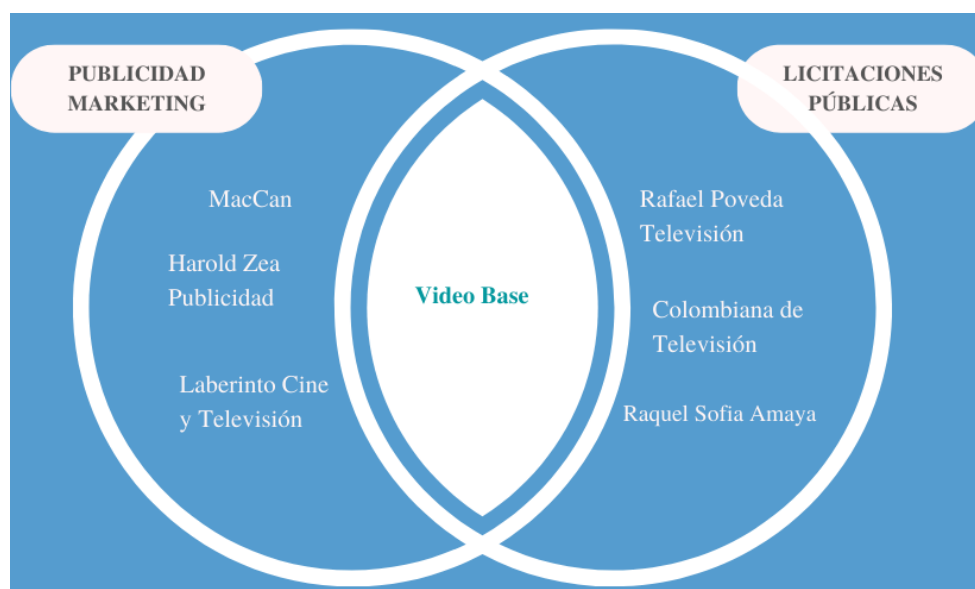 PUBLICIDAD
MARKETING
LICITACIONES
PÚBLICAS
MacCan
Harold Zea
Publicidad
Laberinto Cine
y Televisión
Video Base
Rafael Poveda
Televisión
Colombiana de
Televisión
Raquel Sofia Amaya